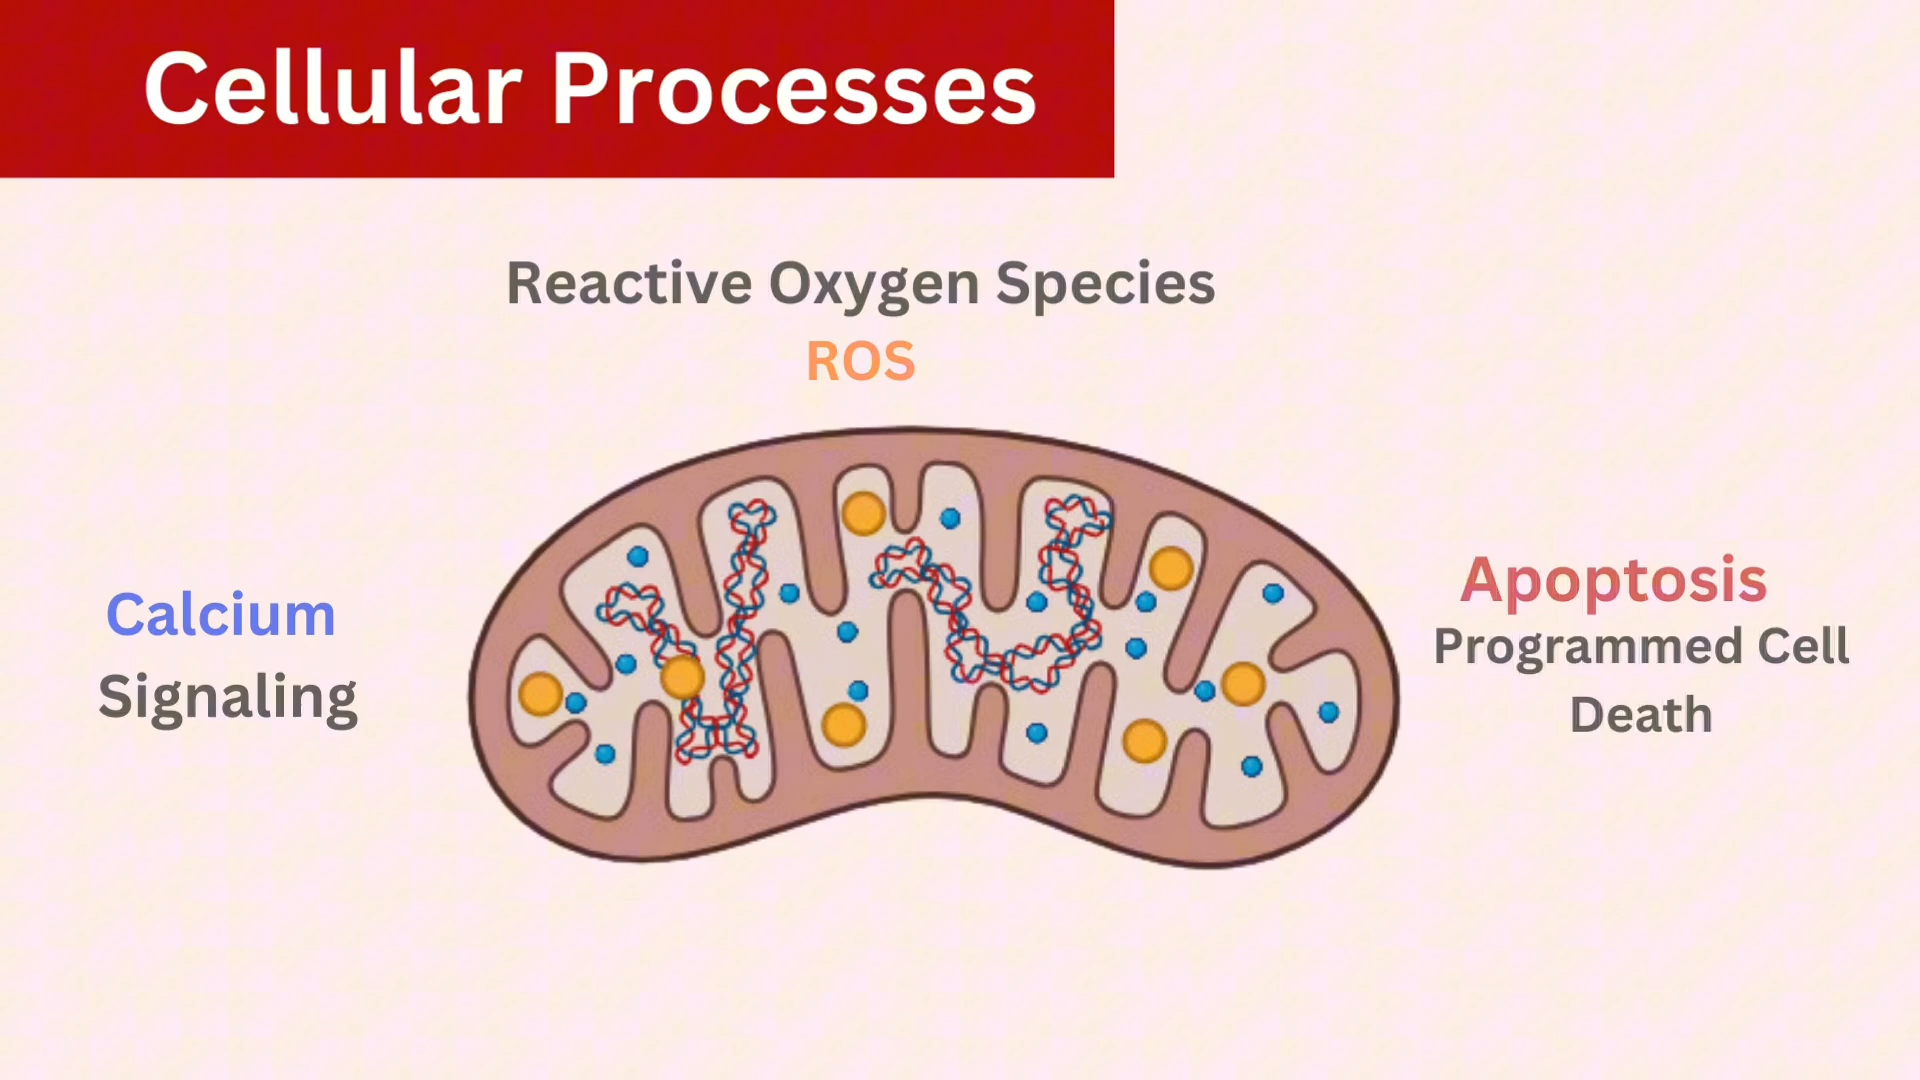 Cellular Processes
Reactive Oxygen Species
ROS
Calcium
Signaling
Apoptosis
Programmed Cell
Death